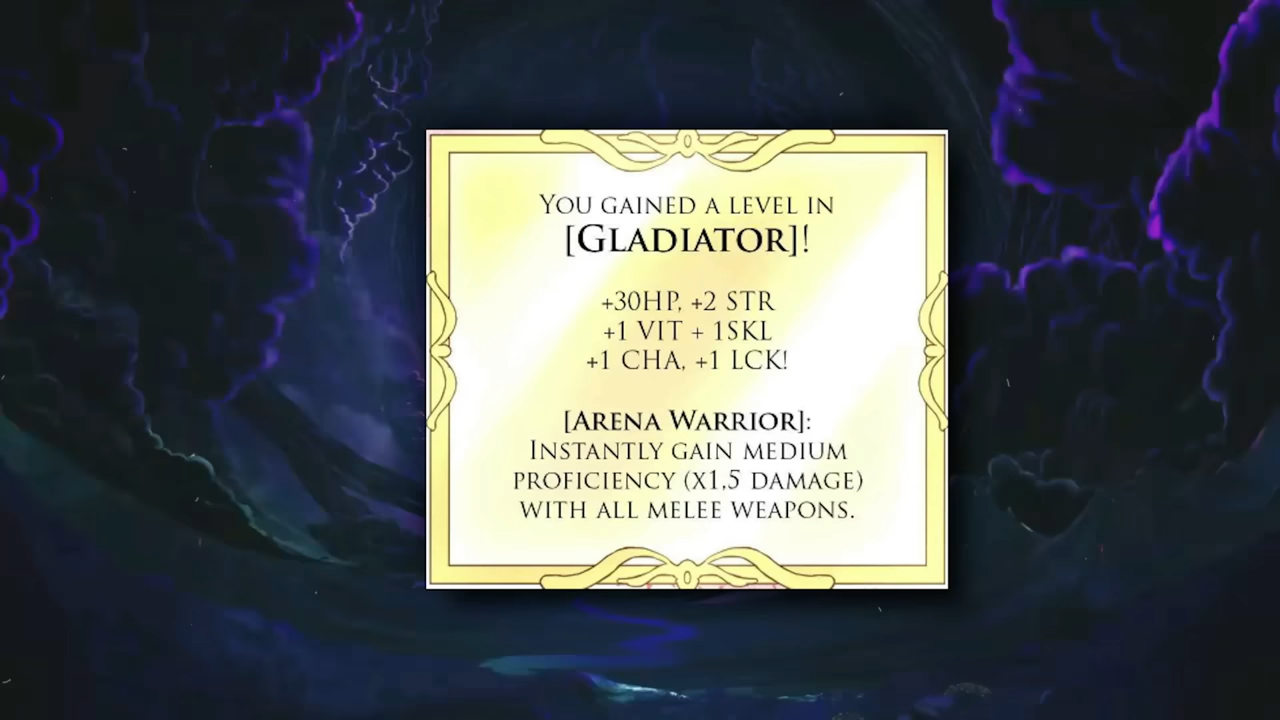 You gained a level in
[Gladiator]!
+30HP, +2 STR
+1 VIT + 1SKL
+1 CHA, +1 LCK!
[Arena Warrior]:
Instantly gain medium
proficiency (x1,5 damage)
with all melee weapons.